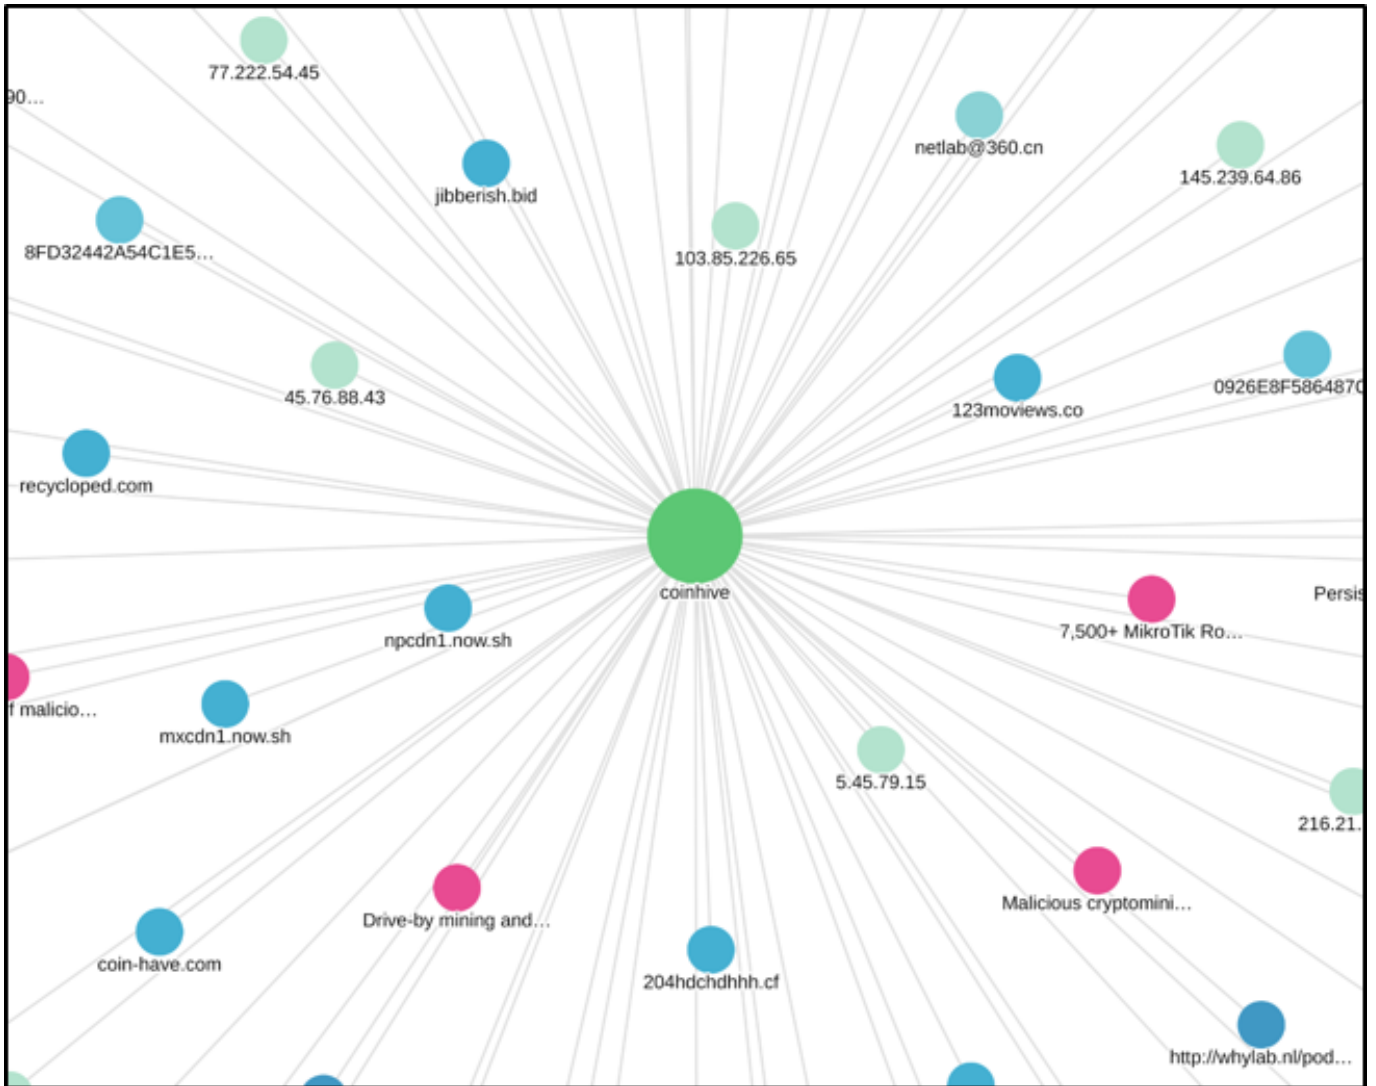 77.222.54.45
90…
netlab@360.cn
145.239.64.86
jibberish.bid
8FD32442A54C1E5…
103.85.226.65
45.76.88.43
0926E8F5864870
123moviews.co
recycloped.com
coinhive
Persis
7,500+ MikroTik Ro…
npcdn1.now.sh
f malicio…
mxcdn1.now.sh
5.45.79.15
216.21.
Malicious cryptomini…
Drive-by mining and…
coin-have.com
204hdchdhhh.cf
http://whylab.nl/pod…